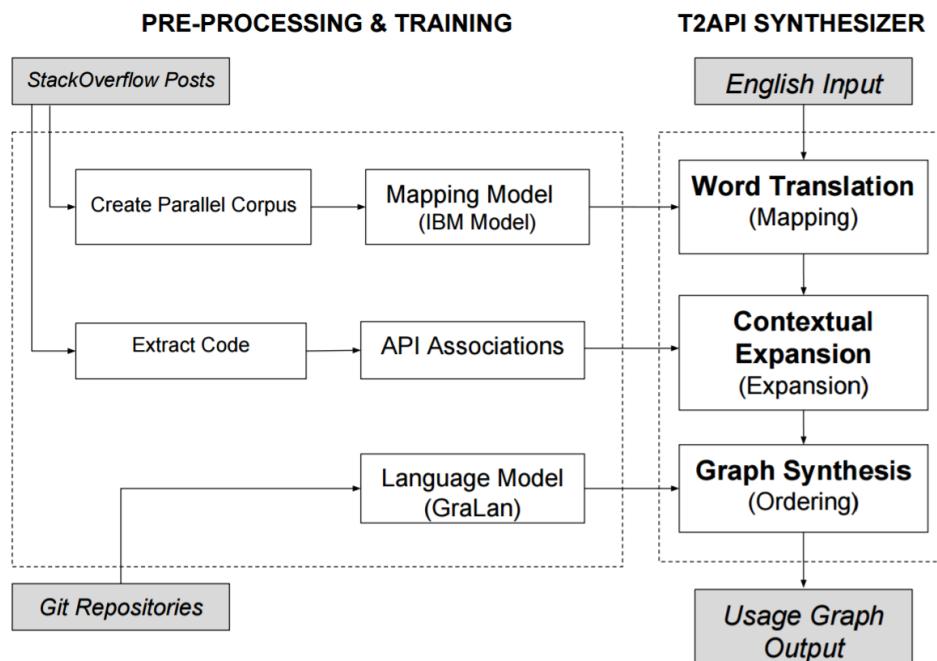 PRE-PROCESSING & TRAINING
T2API SYNTHESIZER
StackOverflow Posts
English Input
Create Parallel Corpus
Mapping Model
(IBM Model)
Word Translation
(Mapping)
Extract Code
API Associations
Contextual
Expansion
(Expansion)
Language Model
(GraLan)
Graph Synthesis
(Ordering)
Git Repositories
Usage Graph
Output